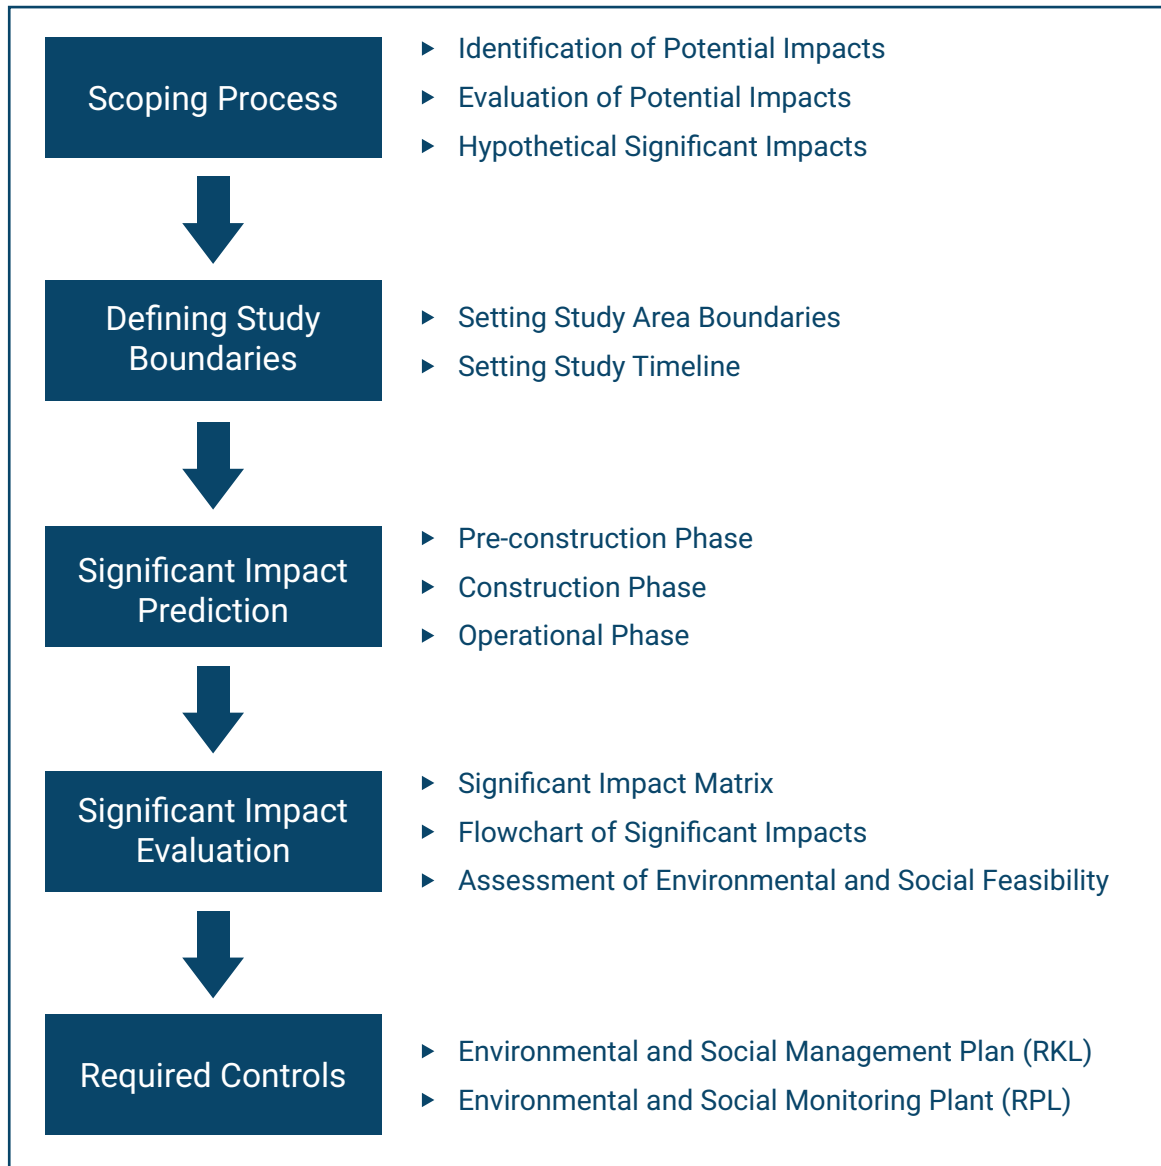 Scoping Process
Identification of Potential Impacts
Evaluation of Potential Impacts
Hypothetical Significant Impacts
Defining Study
Boundaries
Setting Study Area Boundaries
Setting Study Timeline
Significant Impact
Prediction
Pre-construction Phase
Construction Phase
Operational Phase
Significant Impact
Evaluation
Significant Impact Matrix
Flowchart of Significant Impacts
Assessment of Environmental and Social Feasibility
Required Controls
Environmental and Social Management Plan (RKL)
Environmental and Social Monitoring Plant (RPL)